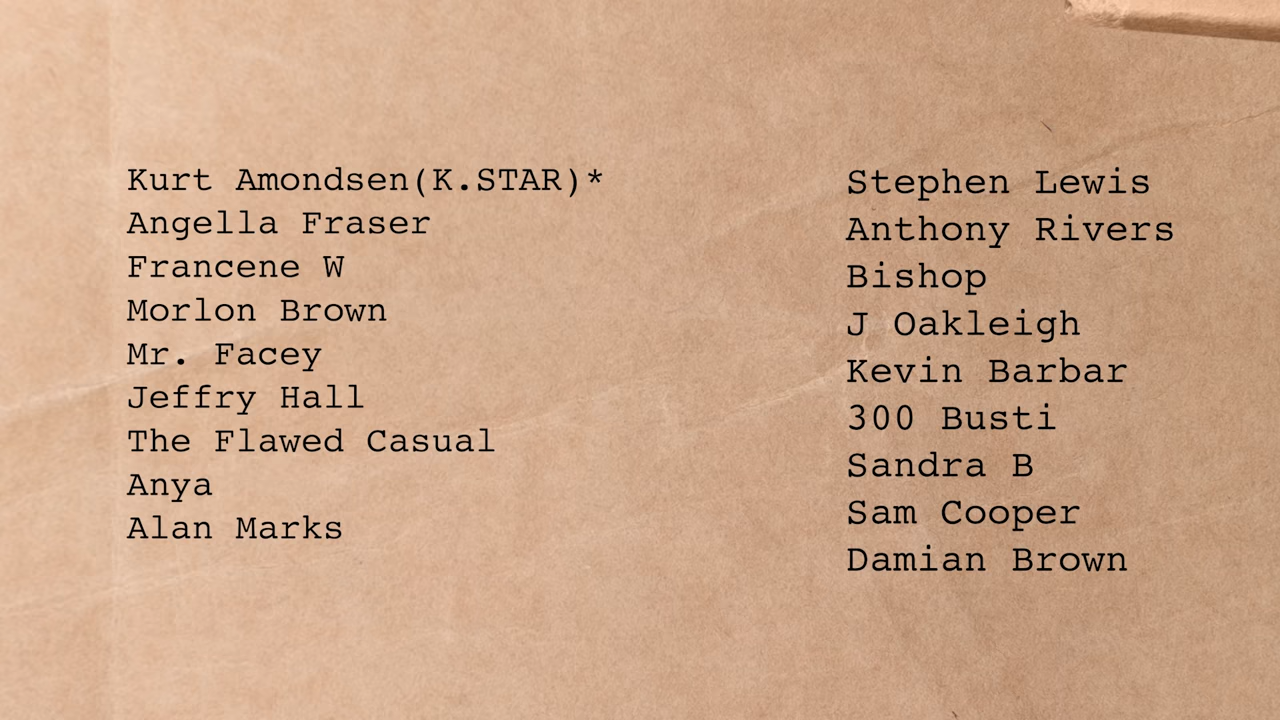 Kurt Amondsen(K.STAR)*
Angella Fraser
Francene W
Morlon Brown
Mr. Facey
Jeffry Hall
The Flawed Casual
Anya
Alan Marks
Stephen Lewis
Anthony Rivers
Bishop
J Oakleigh
Kevin Barbar
300 Busti
Sandra B
Sam Cooper
Damian Brown